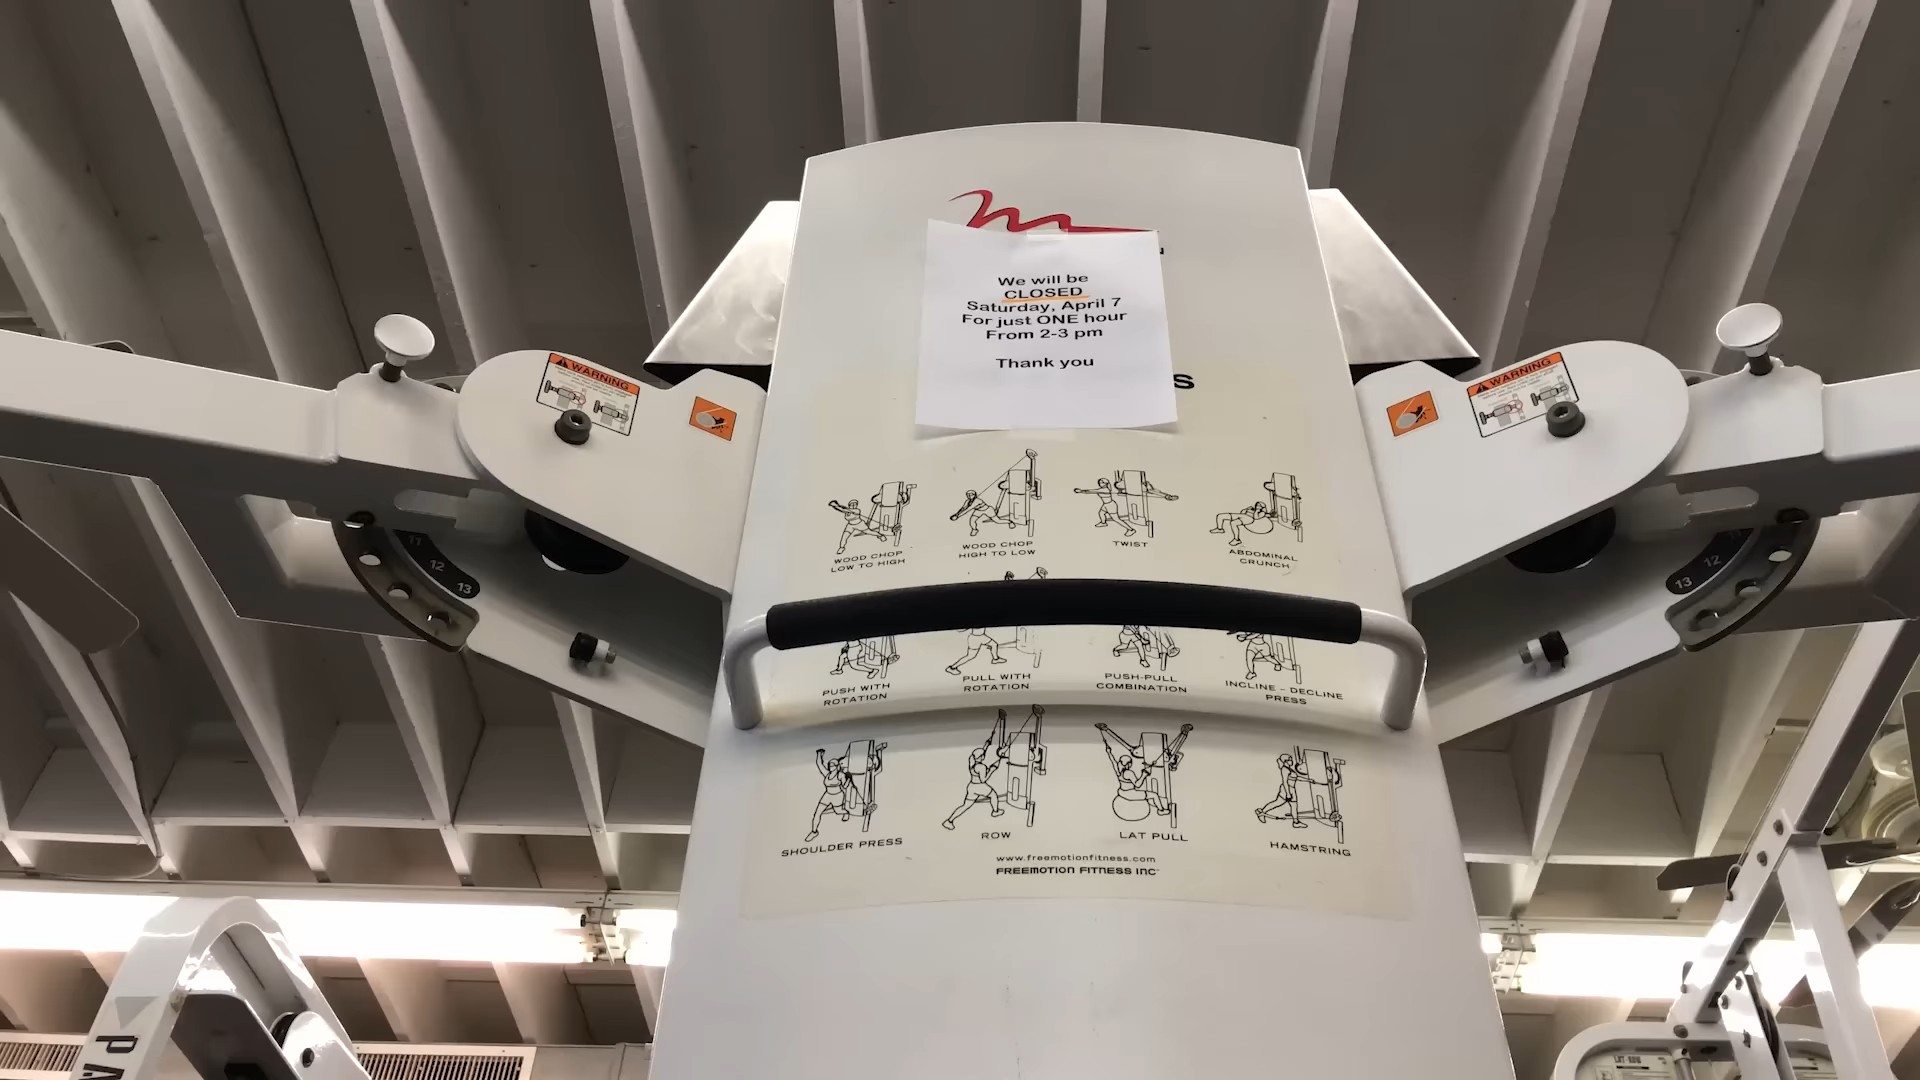 We will be
CLOSED
Saturday, April 7
For just ONE hour
From 2-3 pm
Thank you
S
WARNING
WARNING
WOOD CHOP
LOW TO HIGH
WOOD CHOP
HIGH TO LOW
TWIST
ABDOMINAL
CRUNCH
11
12
13
12
13
PUSH WITH
ROTATION
PULL WITH
ROTATION
PUSH-PULL
COMBINATION
INCLINE - DECLINE
PRESS
SHOULDER PRESS
ROW
LAT PULL
HAMSTRING
www.freemotionfitness.com
FREEMOTION FITNESS INC
PA